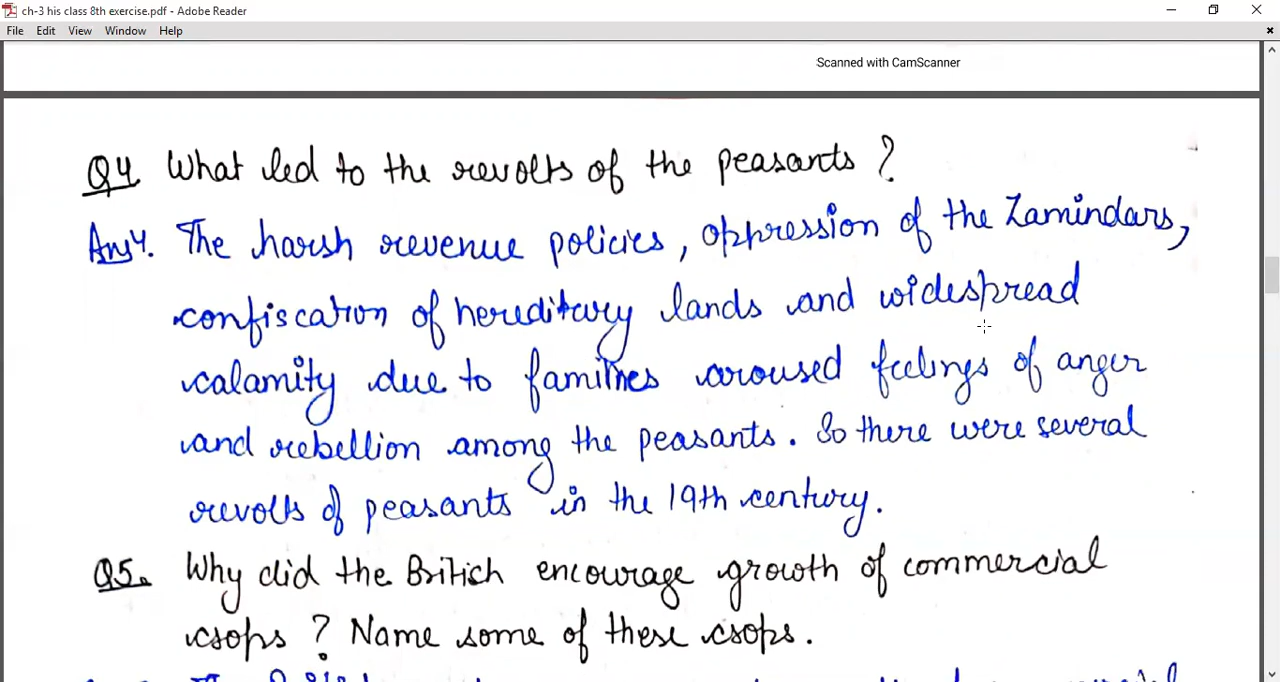 ch-3 his class 8th exercise.pdf - Adobe Reader
File Edit View Window Help
Scanned with CamScanner
Q4. What led to the revolts of the peasants ?
Ans4. The harsh revenue policies, oppression of the Zamindars,
confiscation of hereditary lands and widespread
calamity due to famines aroused feelings of anger
and rebellion among the peasants. So there were several
revolts of peasants in the 19th century.
Q5. Why did the British encourage growth of commercial
crops ? Name some of these crops.